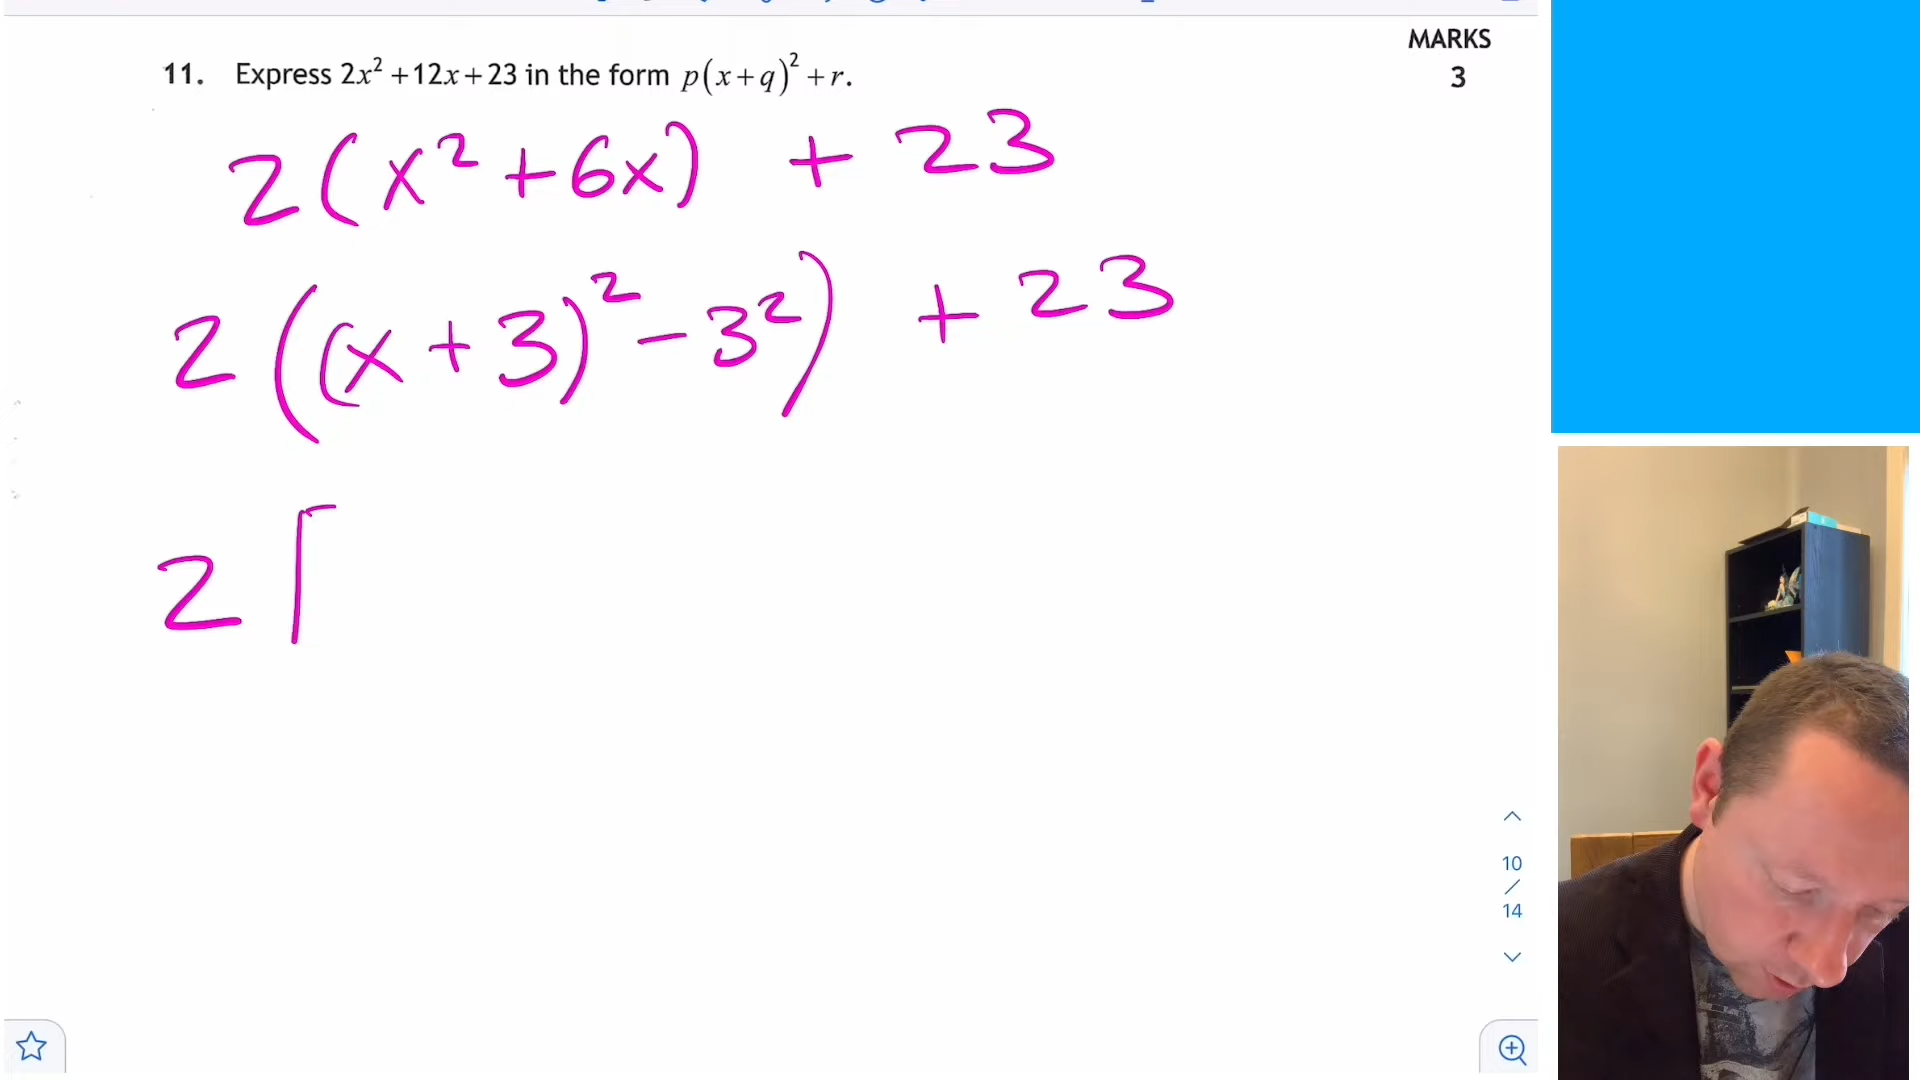 MARKS
11. Express 2x² +12x+23 in the form p(x+q)² +r. 3
2(x² +6x) + 23
2((x+3)² -3²) + 23
2[
10
/
14